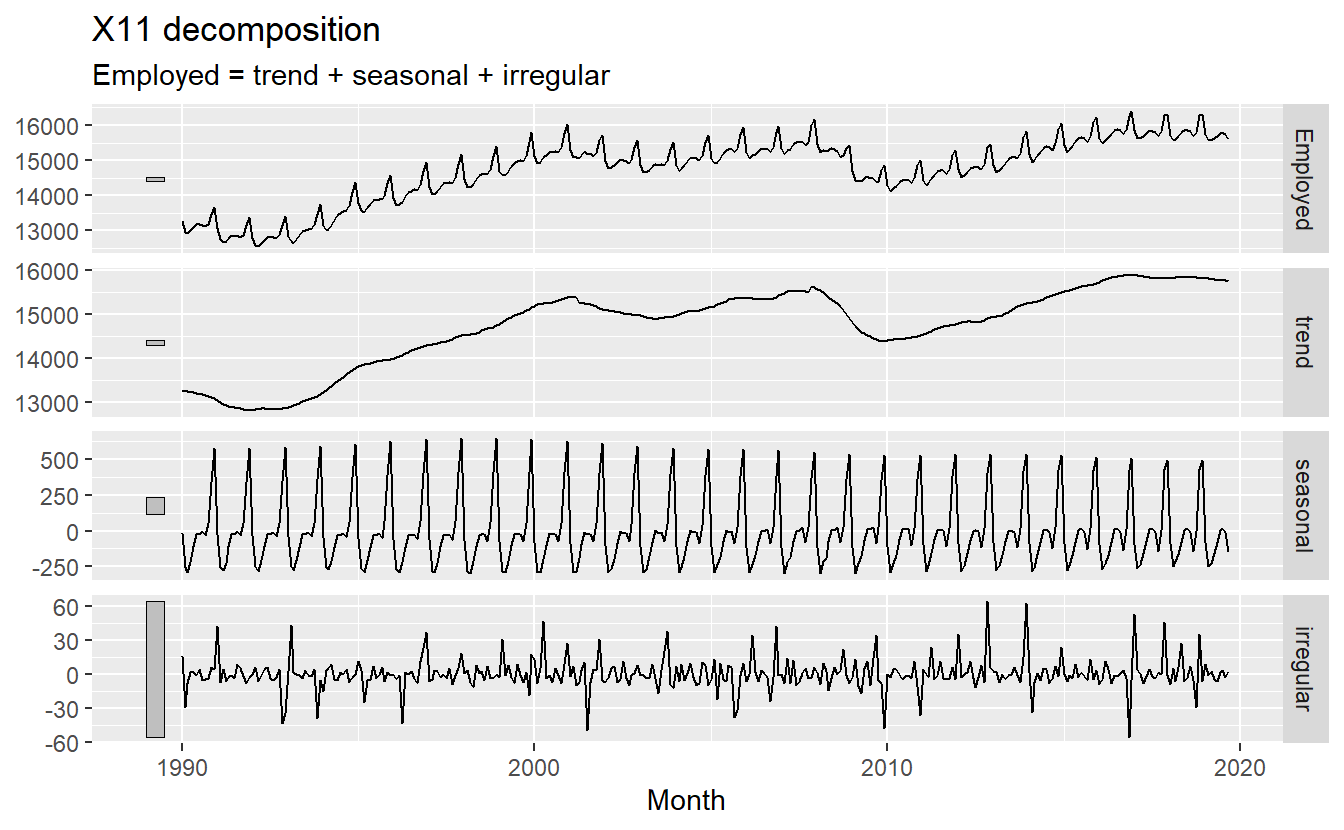 X11 decomposition
Employed = trend + seasonal + irregular
16000
15000
14000
13000
Employed
16000
15000
14000
13000
trend
500
250
0
-250
seasonal
60
30
0
-30
-60
irregular
1990 2000 2010 2020
Month